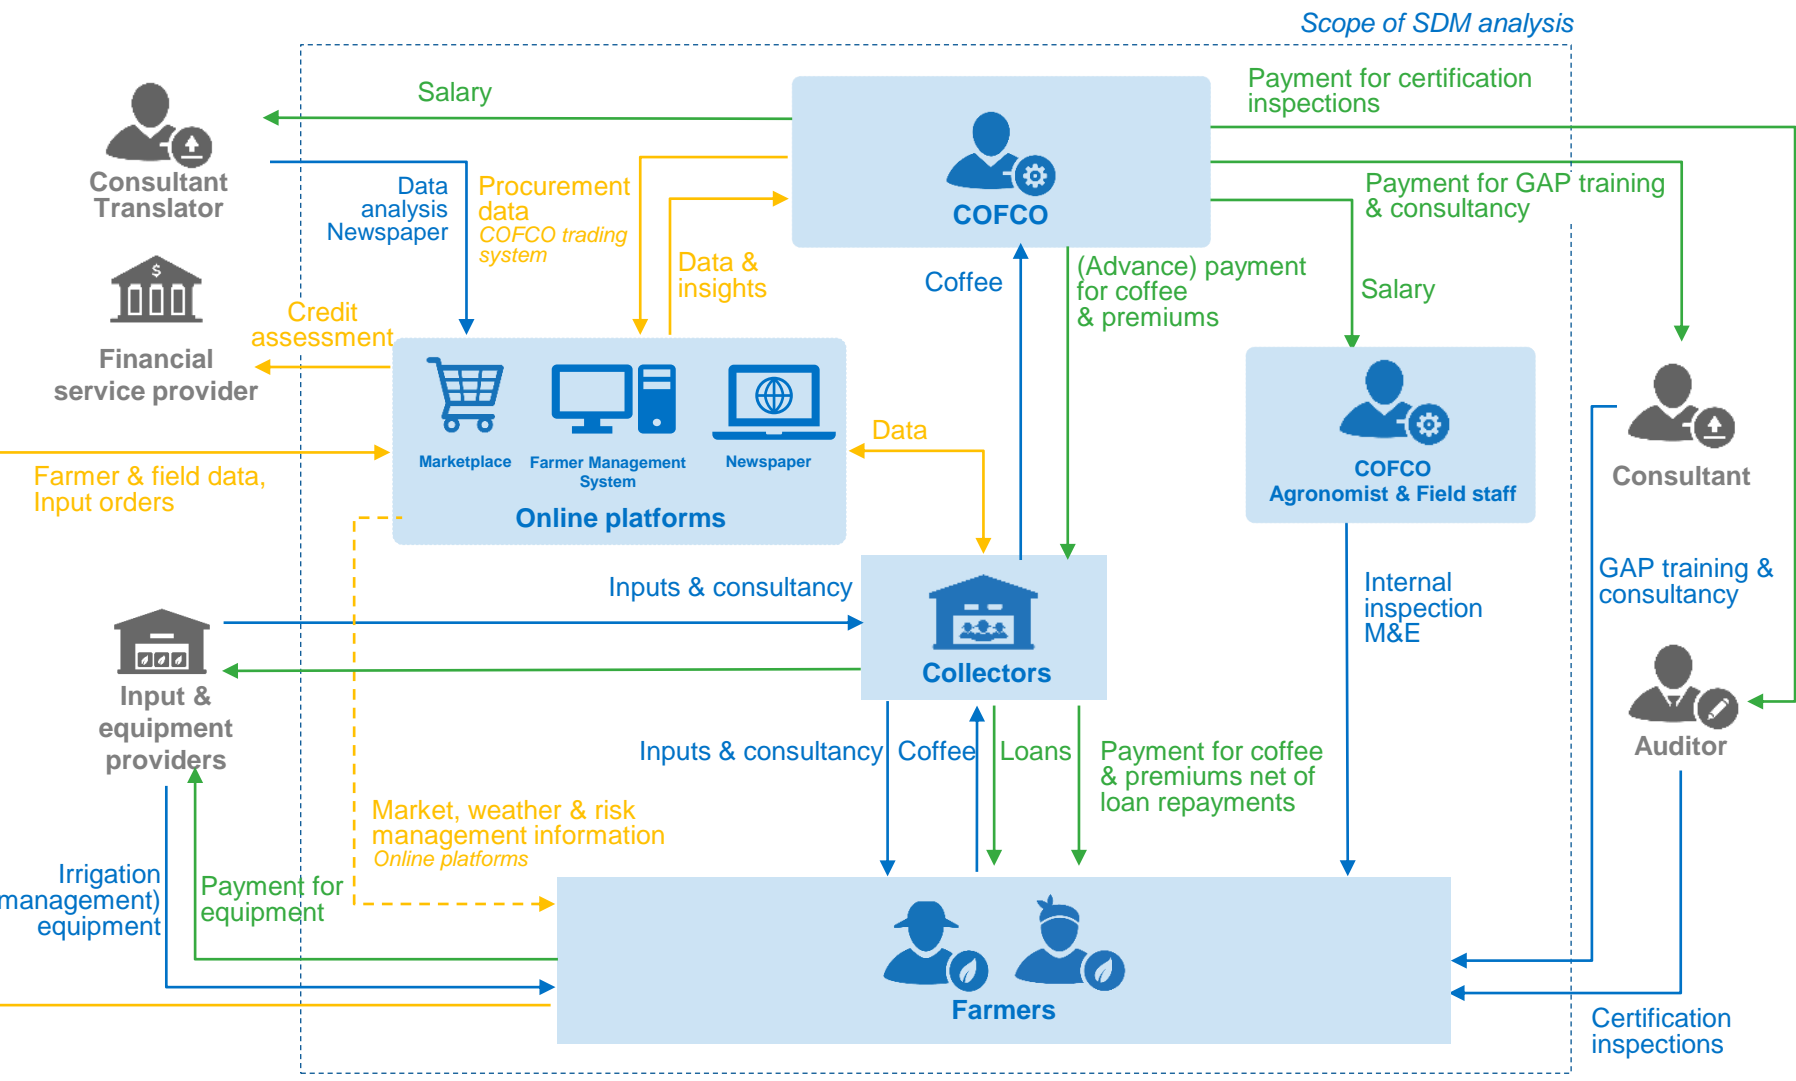 Scope of SDM analysis
Salary
Payment for certification
inspections
Consultant
Translator
Data
analysis
Newspaper
Procurement
data
COFCO trading
system
Data &
insights
COFCO
Payment for GAP training
& consultancy
Coffee
(Advance) payment
for coffee
& premiums
Salary
Credit
assessment
Financial
service provider
Marketplace
Farmer Management
System
Newspaper
Online platforms
Data
COFCO
Agronomist & Field staff
Consultant
Farmer & field data,
Input orders
Inputs & consultancy
Internal
inspection
M&E
GAP training &
consultancy
Collectors
Input &
equipment
providers
Inputs & consultancy
Coffee
Loans
Payment for coffee
& premiums net of
loan repayments
Auditor
Market, weather & risk
management information
Online platforms
Irrigation
management)
equipment
Payment for
equipment
Farmers
Certification
inspections
$